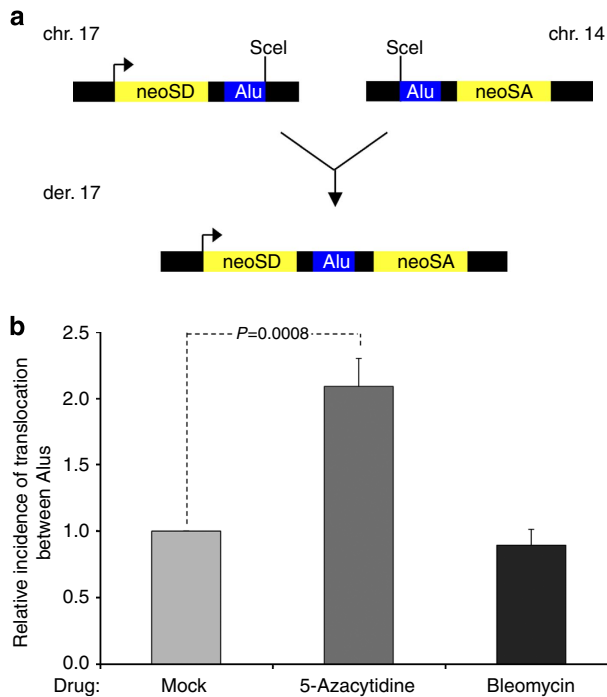 a
chr. 17
SceI
SceI
chr. 14
neoSD
Alu
Alu
neoSA
der. 17
neoSD
Alu
neoSA
b
Relative incidence of translocation
between Alus
2.5
2.0
1.5
1.0
0.5
0.0
P=0.0008
Drug:
Mock
5-Azacytidine
Bleomycin